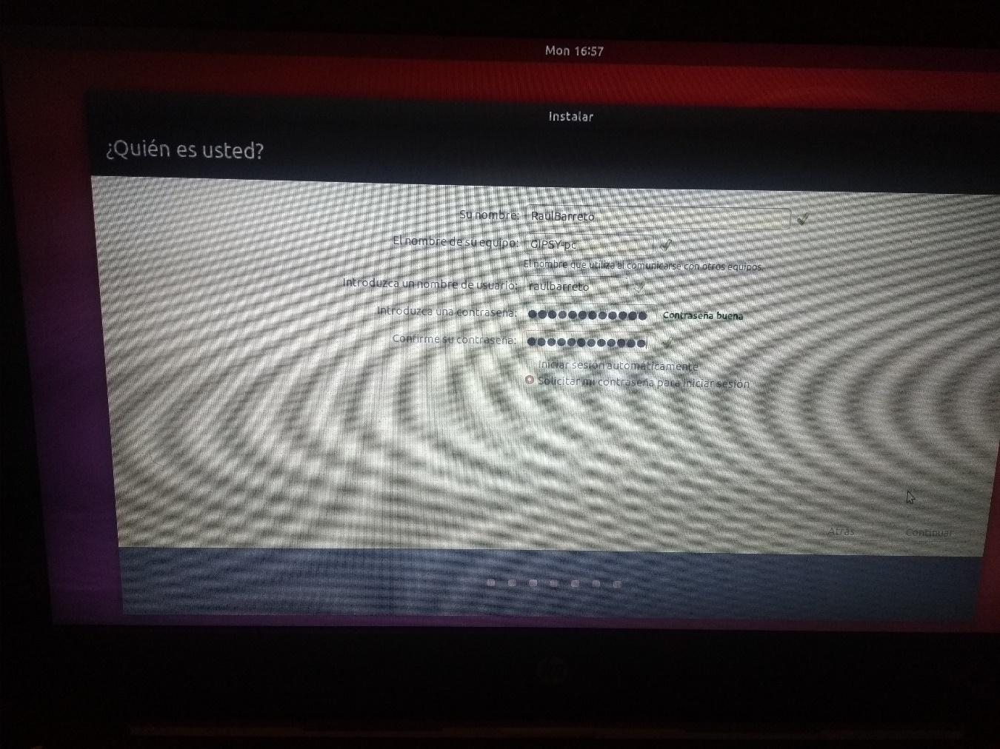 Mon 16:57
Instalar
¿Quién es usted?
Su nombre: RaulBarreto
El nombre de su equipo: GIPSY-pc
El nombre que utiliza al comunicarse con otros equipos.
Introduzca un nombre de usuario: raulbarreto
Introduzca una contraseña: ●●●●●●●●●●●● Contraseña buena
Confirme su contraseña: ●●●●●●●●●●●●
Iniciar sesión automáticamente
Solicitar mi contraseña para iniciar sesión
Atrás Continuar
hp